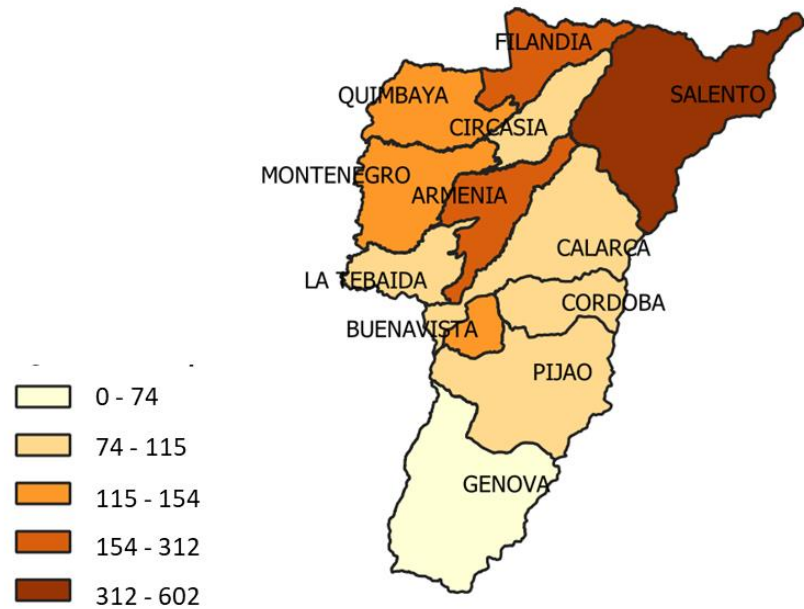 FILANDIA
QUIMBAYA
SALENTO
CIRCASIA
MONTENEGRO
ARMENIA
CALARCA
LA TEBAIDA
CORDOBA
BUENAVISTA
PIJAO
GENOVA
0 - 74
74 - 115
115 - 154
154 - 312
312 - 602